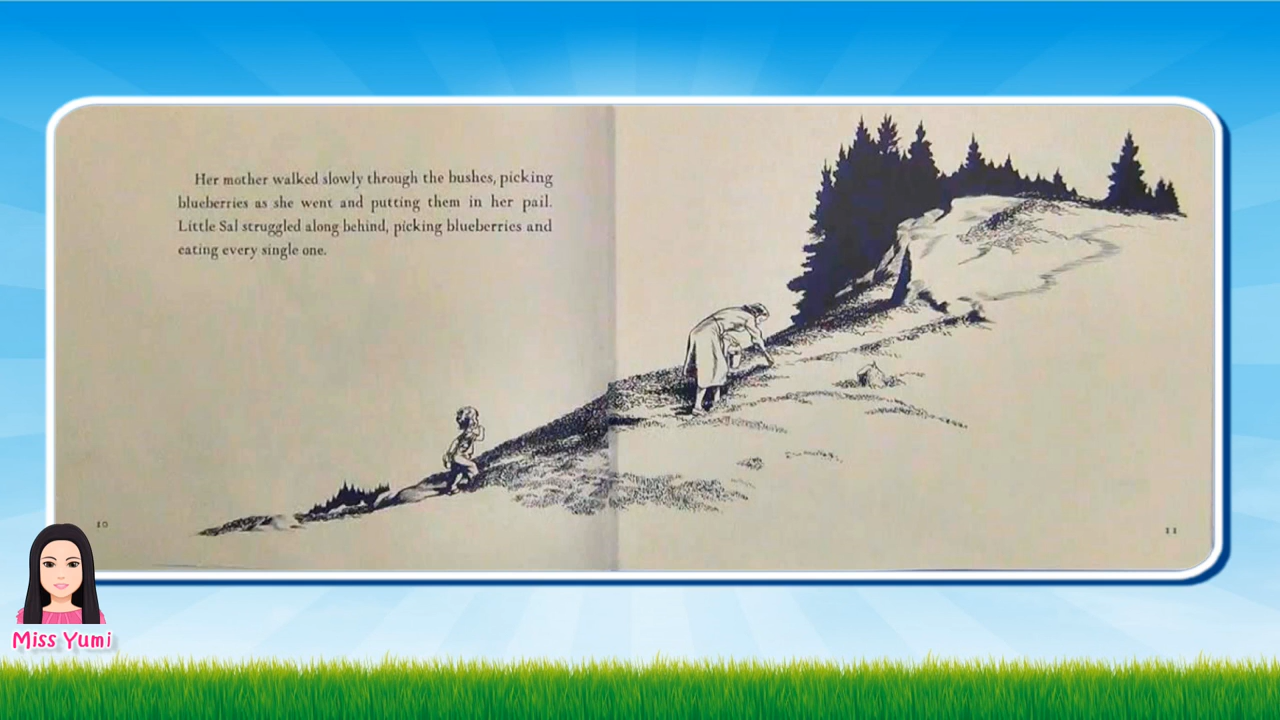 Her mother walked slowly through the bushes, picking
blueberries as she went and putting them in her pail.
Little Sal struggled along behind, picking blueberries and
eating every single one.
10
11
Miss Yumi